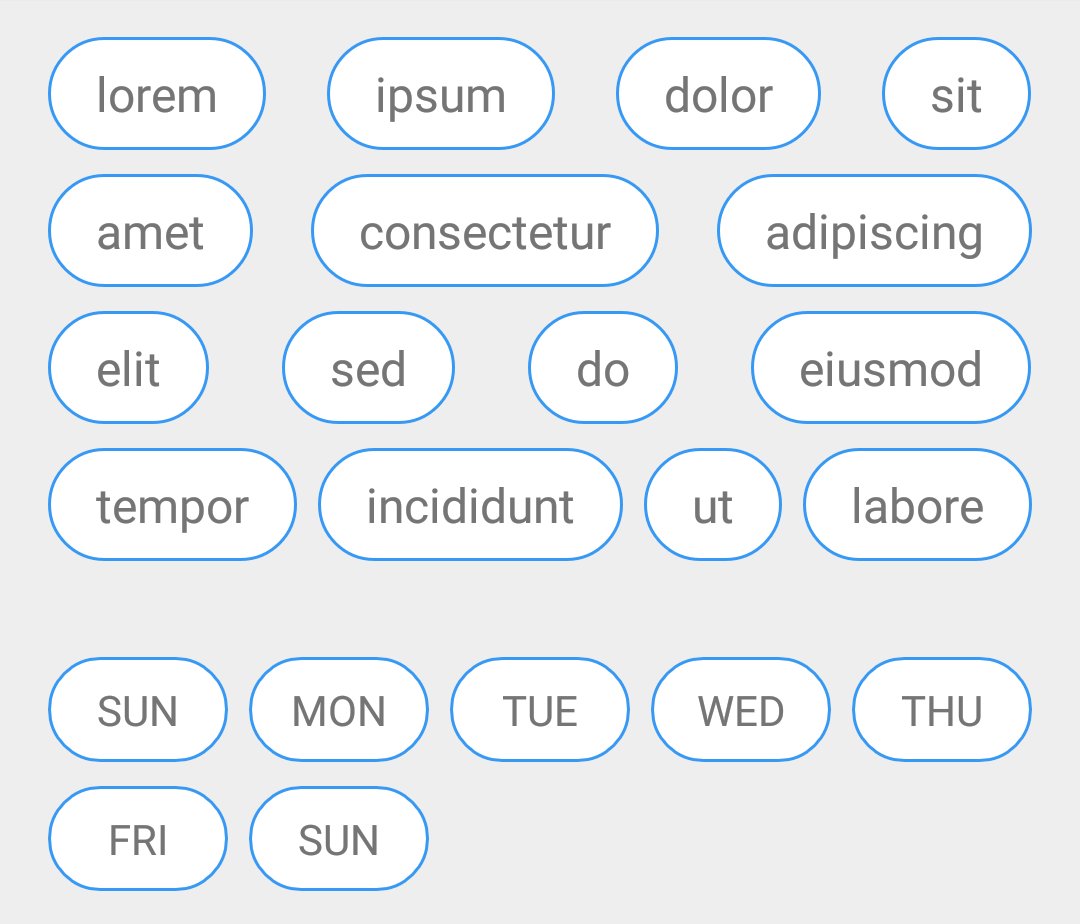 lorem ipsum dolor sit
amet consectetur adipiscing
elit sed do eiusmod
tempor incididunt ut labore
SUN MON TUE WED THU
FRI SUN